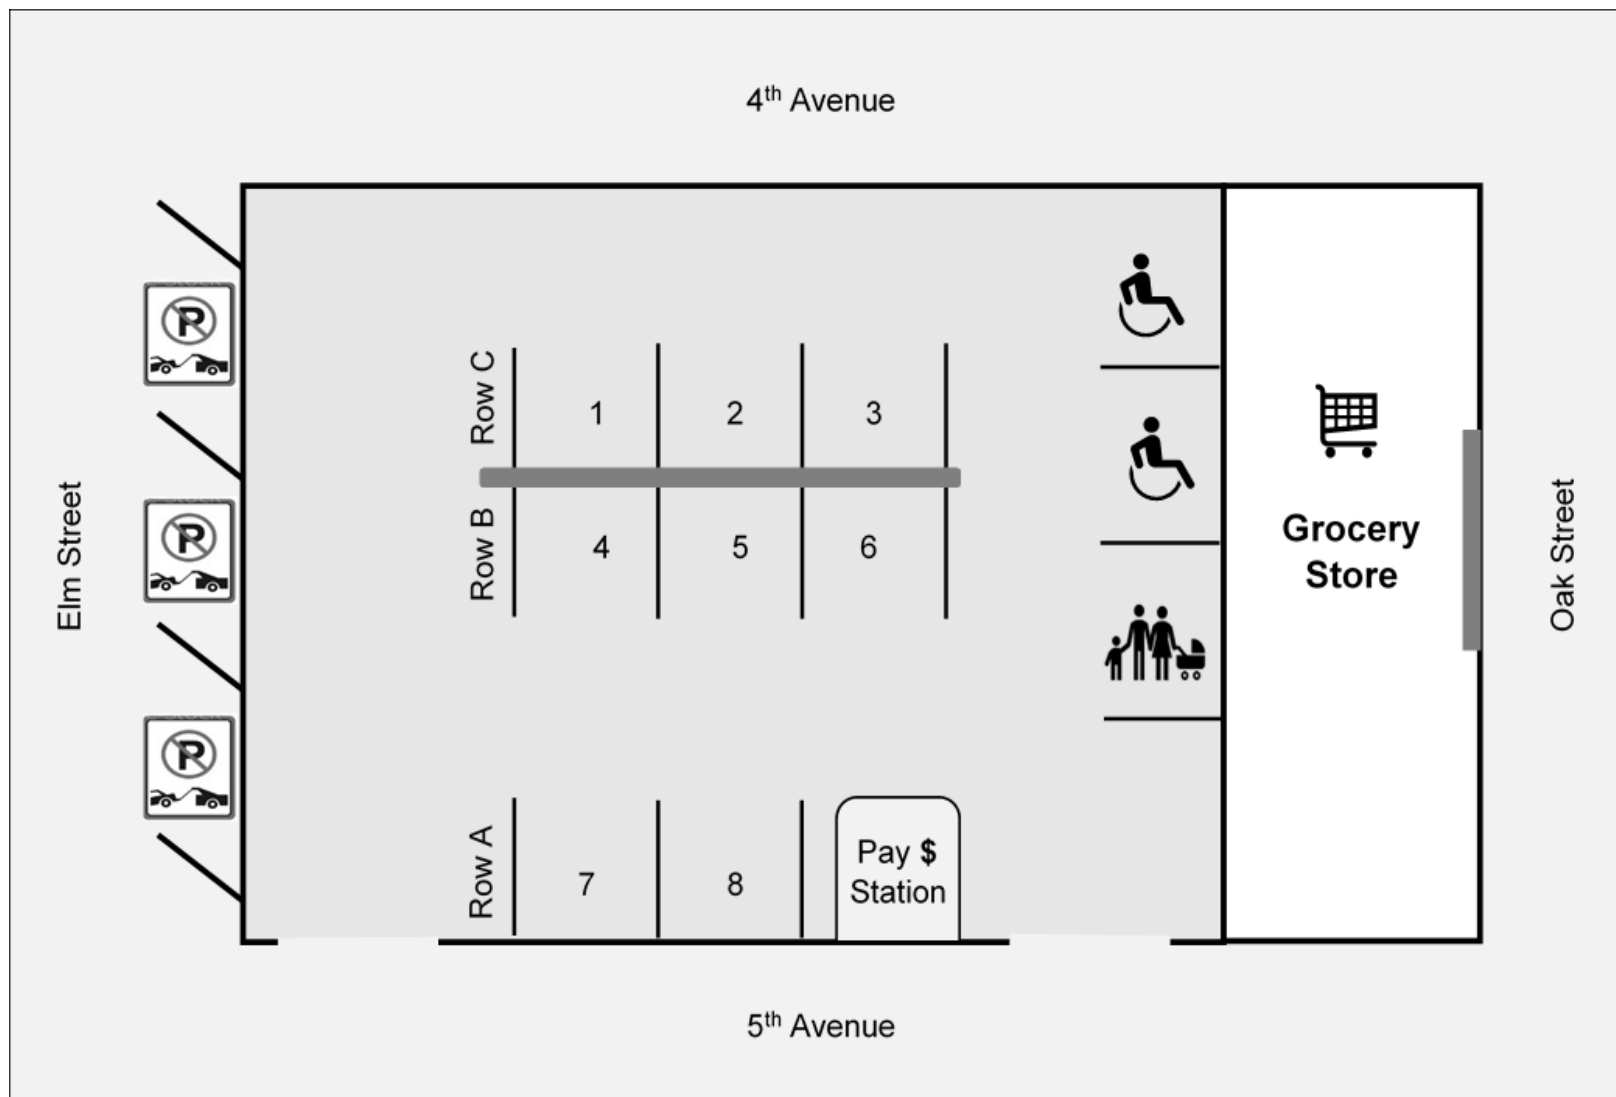 4th Avenue
Row C
1
2
3
Row B
4
5
6
Elm Street
P
P
P
Grocery
Store
Oak Street
Row A
7
8
Pay $
Station
5th Avenue